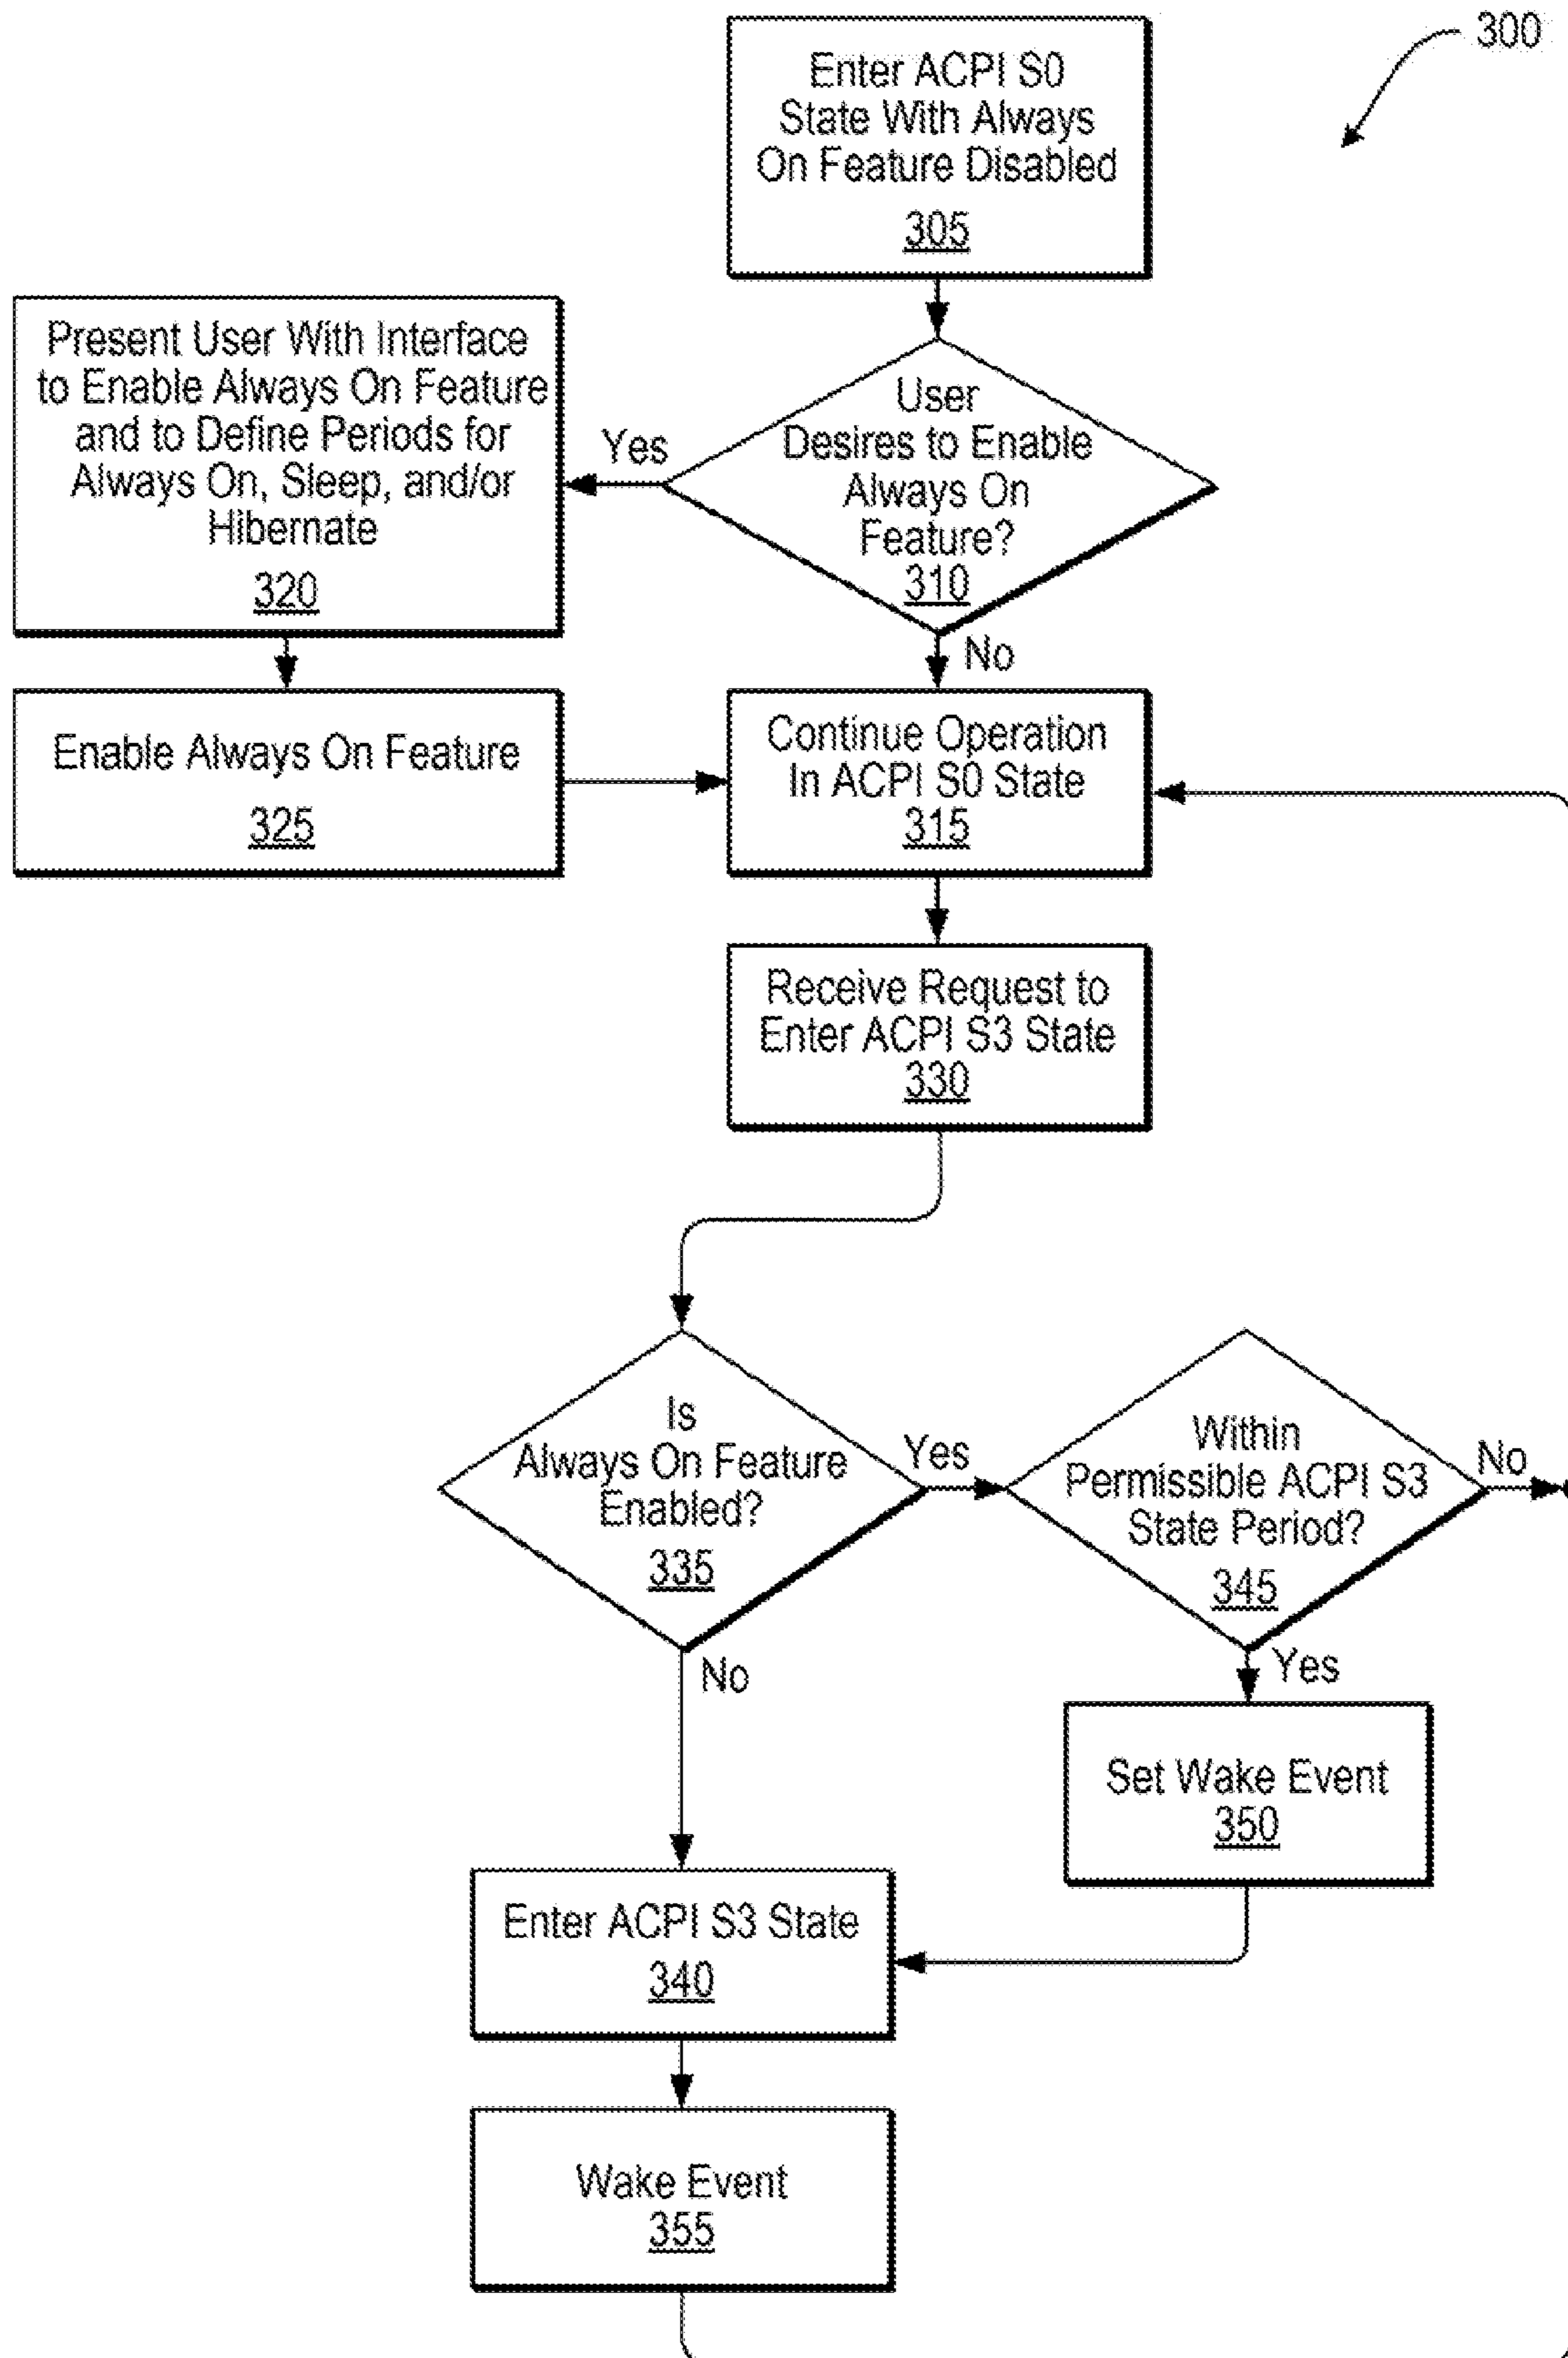 300
Enter ACPI S0
State With Always
On Feature Disabled
305
Present User With Interface
to Enable Always On Feature
and to Define Periods for
Always On, Sleep, and/or
Hibernate
320
Yes
User
Desires to Enable
Always On
Feature?
310
No
Enable Always On Feature
325
Continue Operation
In ACPI S0 State
315
Receive Request to
Enter ACPI S3 State
330
Is
Always On Feature
Enabled?
335
Yes
No
Within
Permissible ACPI S3
State Period?
345
No
Yes
Set Wake Event
350
Enter ACPI S3 State
340
Wake Event
355